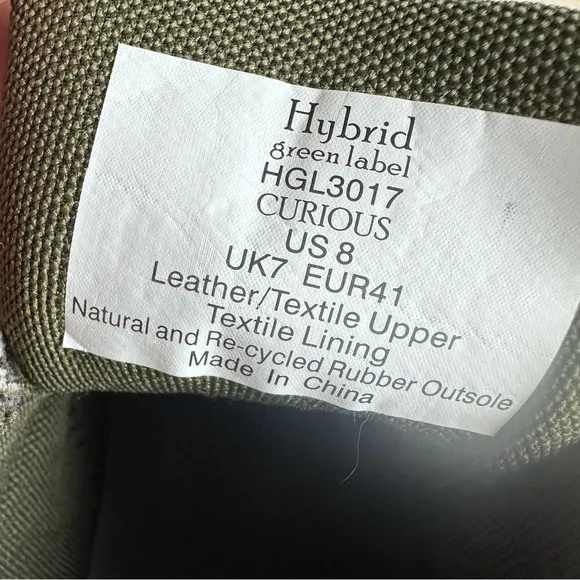 Hybrid
green label
HGL3017
CURIOUS
US 8
UK7 EUR41
Leather/Textile Upper
Textile Lining
Natural and Re-cycled Rubber Outsole
Made In China